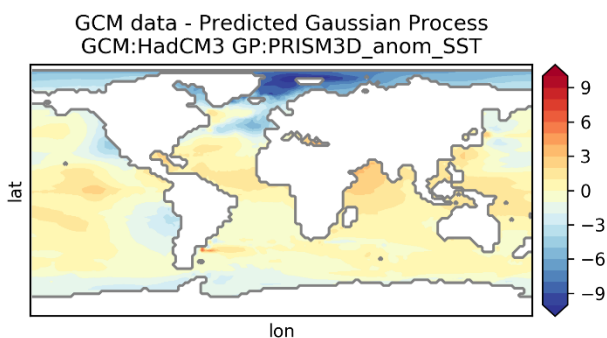 GCM data - Predicted Gaussian Process
GCM:HadCM3 GP:PRISM3D_anom_SST
lat
lon
9
6
3
0
−3
−6
−9